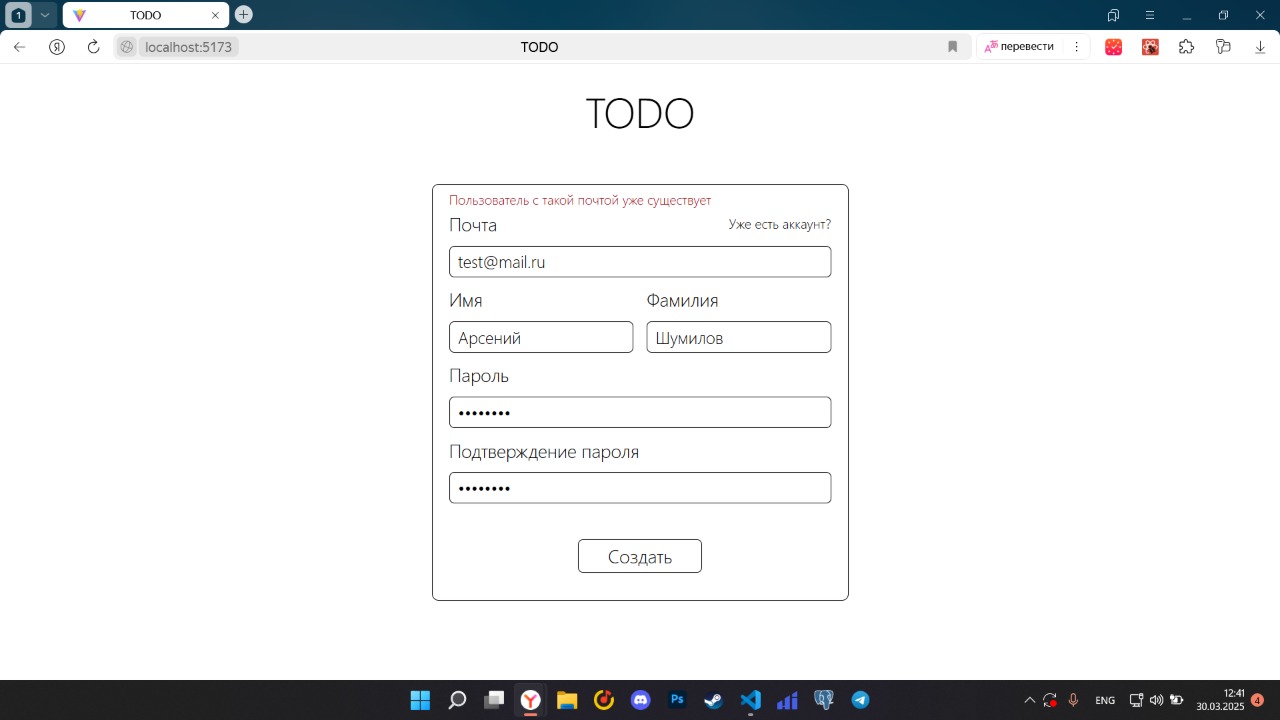 1
TODO
localhost:5173
TODO
перевести
TODO
Пользователь с такой почтой уже существует
Почта
Уже есть аккаунт?
test@mail.ru
Имя
Фамилия
Арсений
Шумилов
Пароль
••••••••
Подтверждение пароля
••••••••
Создать
Ps
ENG
12:41
30.03.2025
4